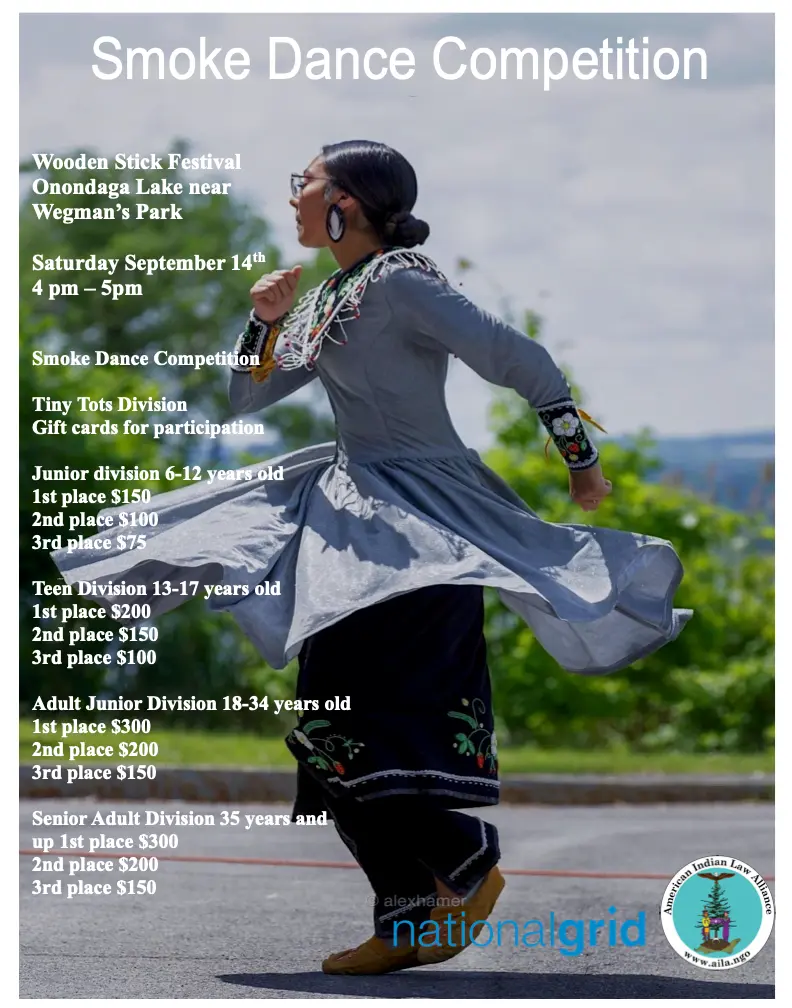 Smoke Dance Competition
Wooden Stick Festival
Onondaga Lake near
Wegman’s Park
Saturday September 14th
4 pm – 5pm
Smoke Dance Competition
Tiny Tots Division
Gift cards for participation
Junior division 6-12 years old
1st place $150
2nd place $100
3rd place $75
Teen Division 13-17 years old
1st place $200
2nd place $150
3rd place $100
Adult Junior Division 18-34 years old
1st place $300
2nd place $200
3rd place $150
Senior Adult Division 35 years and
up 1st place $300
2nd place $200
3rd place $150
© alexhamer
nationalgrid
American Indian Law Alliance
www.aila.ngo